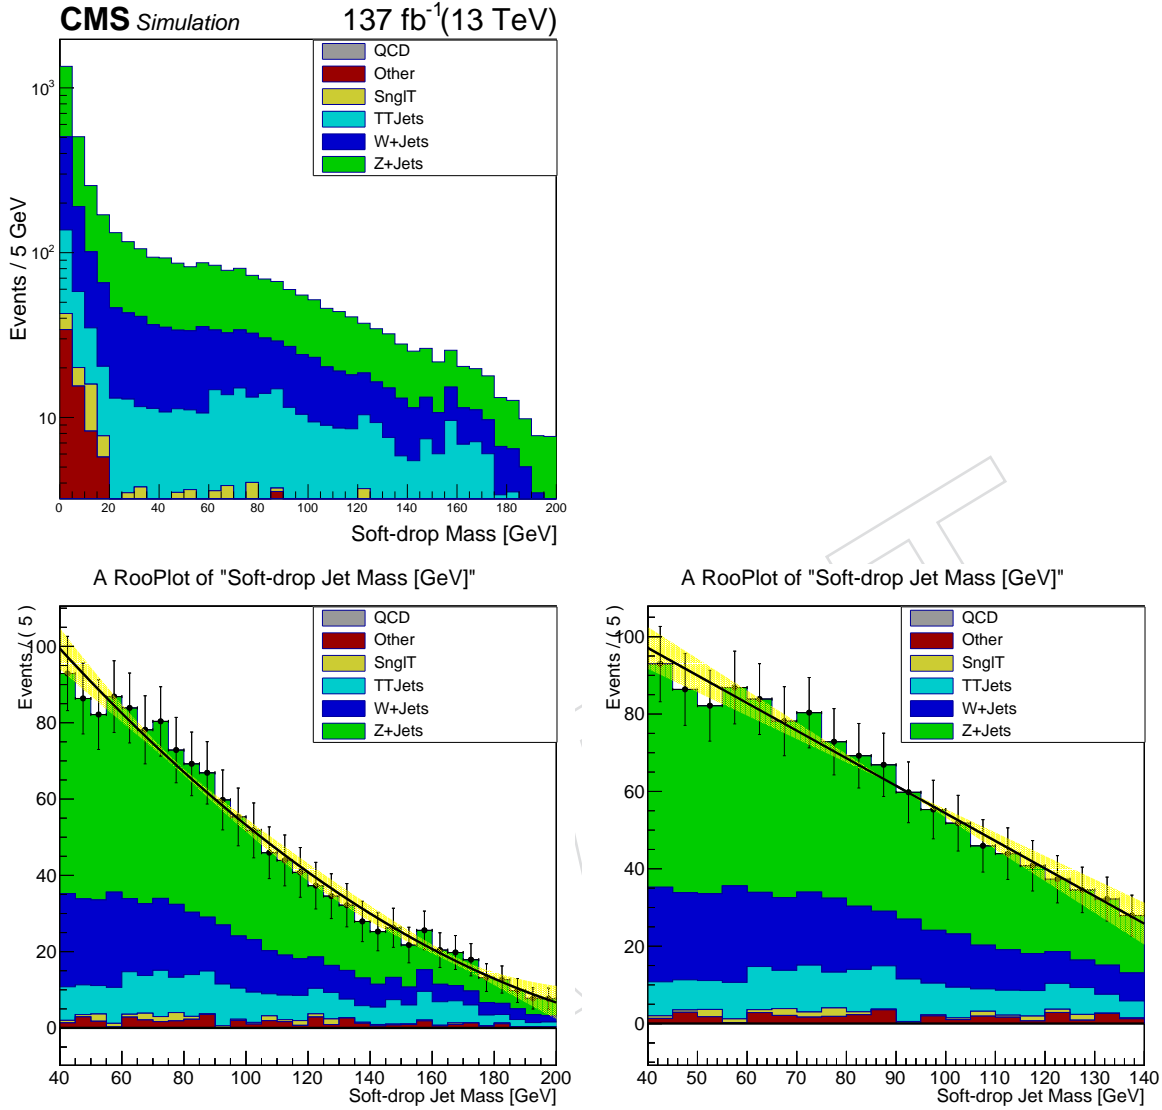 CMS Simulation 137 fb⁻¹(13 TeV)
QCD
Other
SnglT
TTJets
W+Jets
Z+Jets
Events / 5 GeV
10³
10²
10
0 20 40 60 80 100 120 140 160 180 200
Soft-drop Mass [GeV]
A RooPlot of "Soft-drop Jet Mass [GeV]"
Events / ( 5 )
QCD
Other
SnglT
TTJets
W+Jets
Z+Jets
100
80
60
40
20
0
40 60 80 100 120 140 160 180 200
Soft-drop Jet Mass [GeV]
A RooPlot of "Soft-drop Jet Mass [GeV]"
Events / ( 5 )
QCD
Other
SnglT
TTJets
W+Jets
Z+Jets
100
80
60
40
20
0
40 50 60 70 80 90 100 110 120 130 140
Soft-drop Jet Mass [GeV]